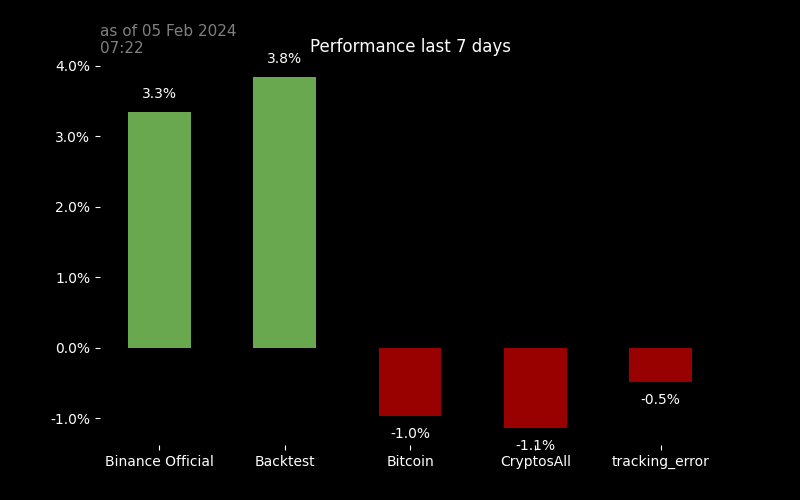 as of 05 Feb 2024
07:22
Performance last 7 days
4.0%
3.0%
2.0%
1.0%
0.0%
-1.0%
3.3%
3.8%
-1.0%
-1.1%
-0.5%
Binance Official
Backtest
Bitcoin
CryptosAll
tracking_error